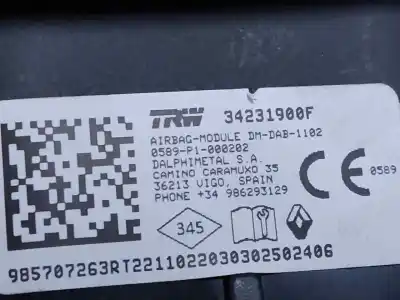 TRW 34231900F
AIRBAG-MODULE DM-DAB-1102
0589-P1-000202
DALPHIMETAL S.A.
CAMINO CARAMUXO 35
36213 VIGO, SPAIN
PHONE +34 986293129
CE 0589
345
985707263RT2211022030302502406